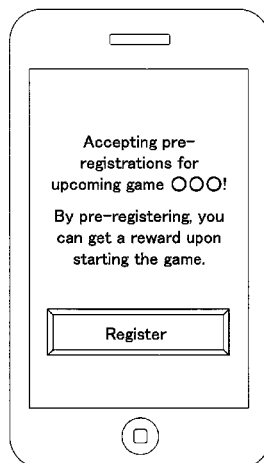 Accepting pre-
registrations for
upcoming game ○○○!
By pre-registering, you
can get a reward upon
starting the game.
Register